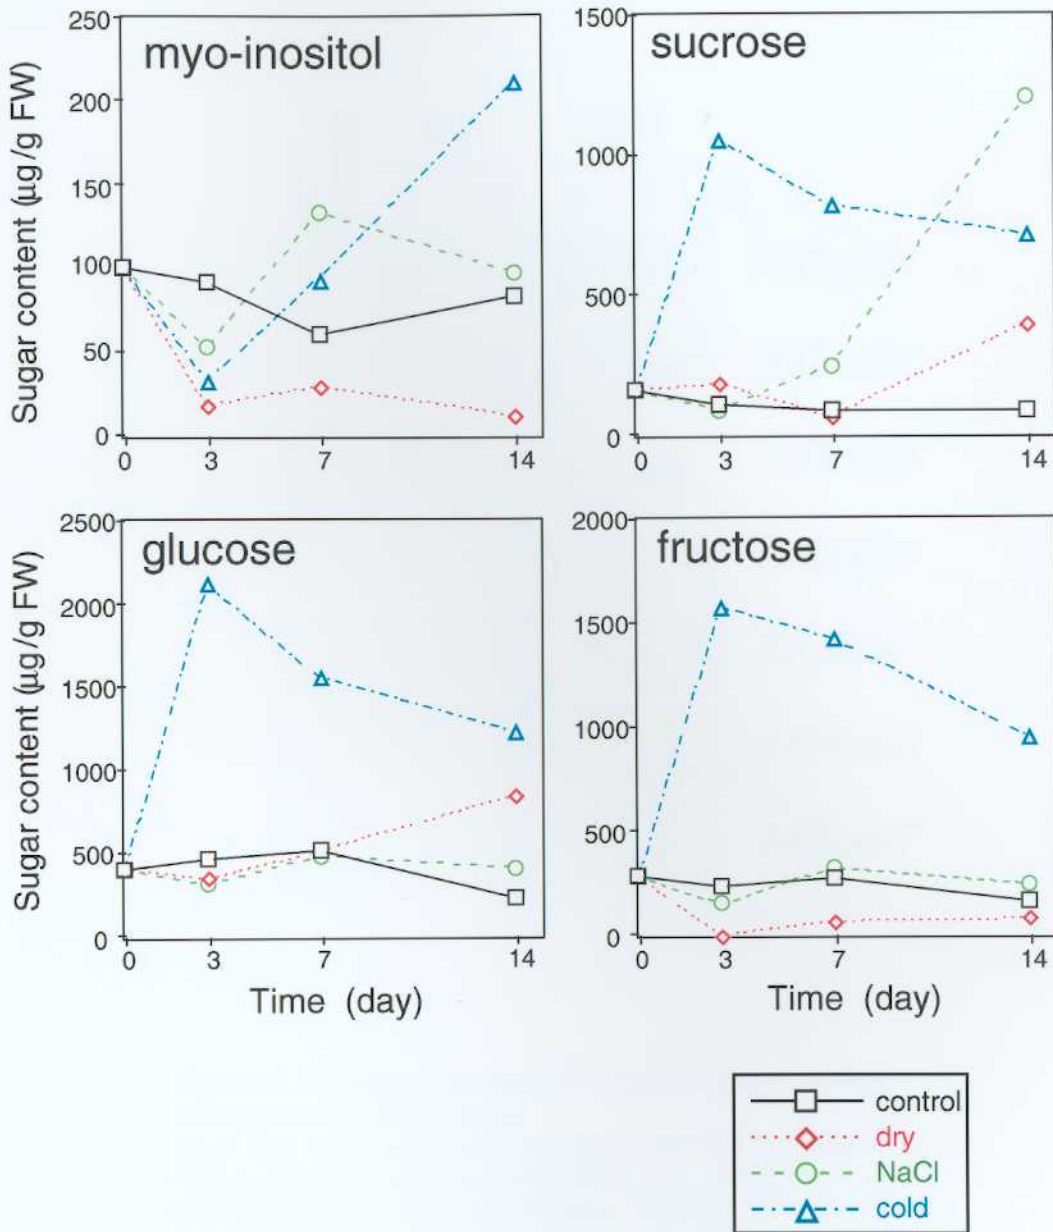 myo-inositol
Sugar content (µg/g FW)
250
200
150
100
50
0
0 3 7 14
sucrose
1500
1000
500
0
0 3 7 14
glucose
Sugar content (µg/g FW)
2500
2000
1500
1000
500
0
0 3 7 14
Time (day)
fructose
2000
1500
1000
500
0
0 3 7 14
Time (day)
control
dry
NaCl
cold